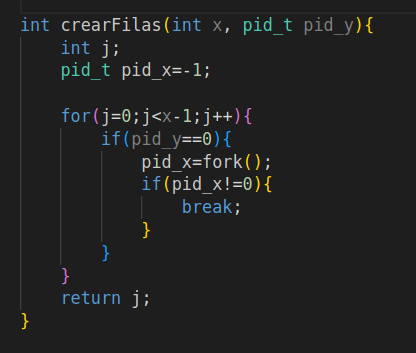 int crearFilas(int x, pid_t pid_y){
    int j;
    pid_t pid_x=-1;

    for(j=0;j<x-1;j++){
        if(pid_y==0){
            pid_x=fork();
            if(pid_x!=0){
                break;
            }
        }
    }
    return j;
}